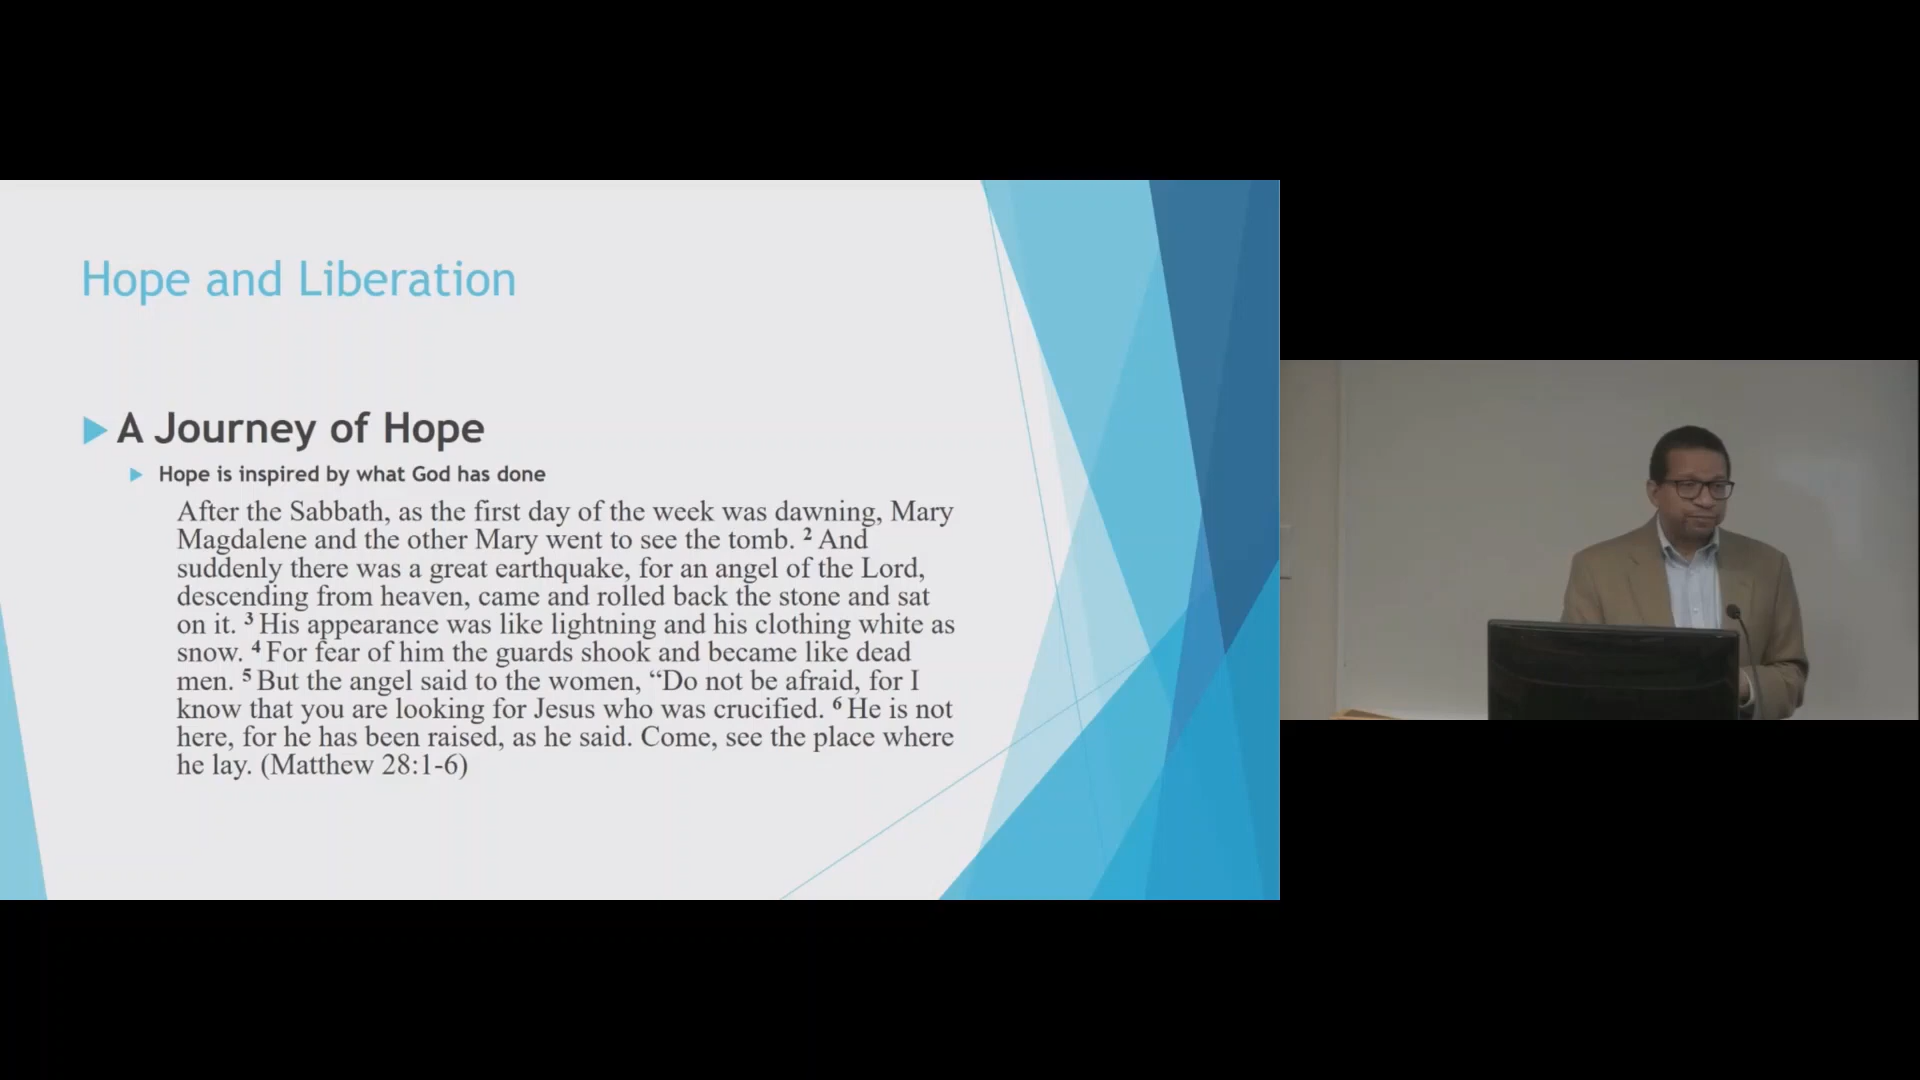 Hope and Liberation
A Journey of Hope
Hope is inspired by what God has done
After the Sabbath, as the first day of the week was dawning, Mary
Magdalene and the other Mary went to see the tomb. 2 And
suddenly there was a great earthquake, for an angel of the Lord,
descending from heaven, came and rolled back the stone and sat
on it. 3 His appearance was like lightning and his clothing white as
snow. 4 For fear of him the guards shook and became like dead
men. 5 But the angel said to the women, “Do not be afraid, for I
know that you are looking for Jesus who was crucified. 6 He is not
here, for he has been raised, as he said. Come, see the place where
he lay. (Matthew 28:1-6)